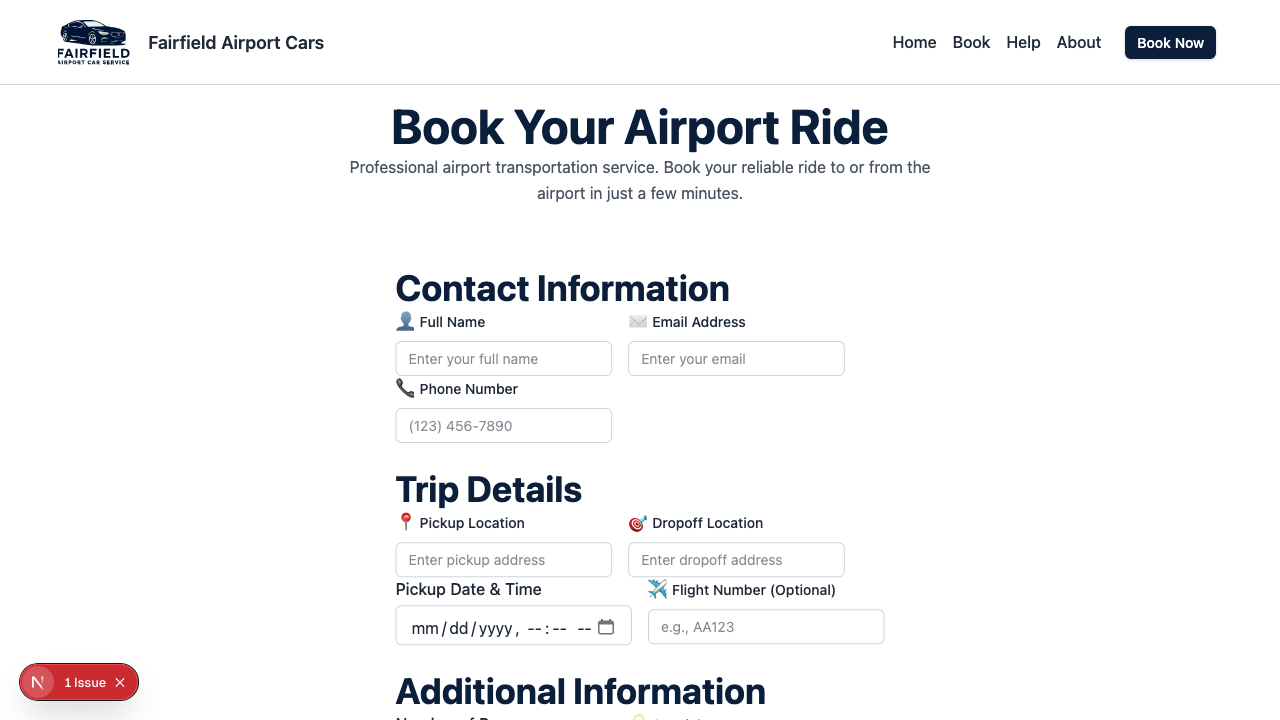 FAIRFIELD
AIRPORT CAR SERVICE
Fairfield Airport Cars
Home Book Help About Book Now
Book Your Airport Ride
Professional airport transportation service. Book your reliable ride to or from the
airport in just a few minutes.
Contact Information
Full Name Email Address
Enter your full name Enter your email
Phone Number
(123) 456-7890
Trip Details
Pickup Location Dropoff Location
Enter pickup address Enter dropoff address
Pickup Date & Time Flight Number (Optional)
mm/dd/yyyy, --:-- -- e.g., AA123
N 1 Issue
Additional Information